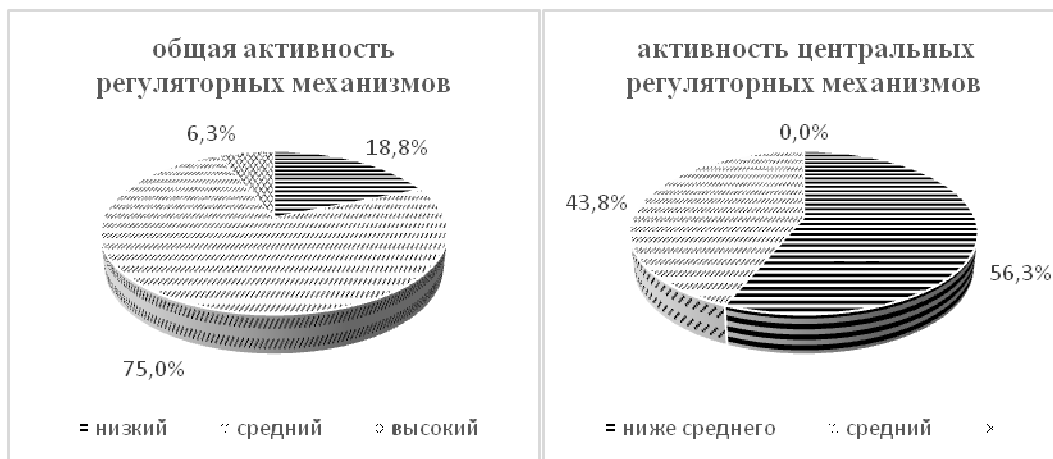 общая активность
регуляторных механизмов
6,3%
18,8%
75,0%
низкий средний высокий
активность центральных
регуляторных механизмов
0,0%
43,8%
56,3%
ниже среднего средний